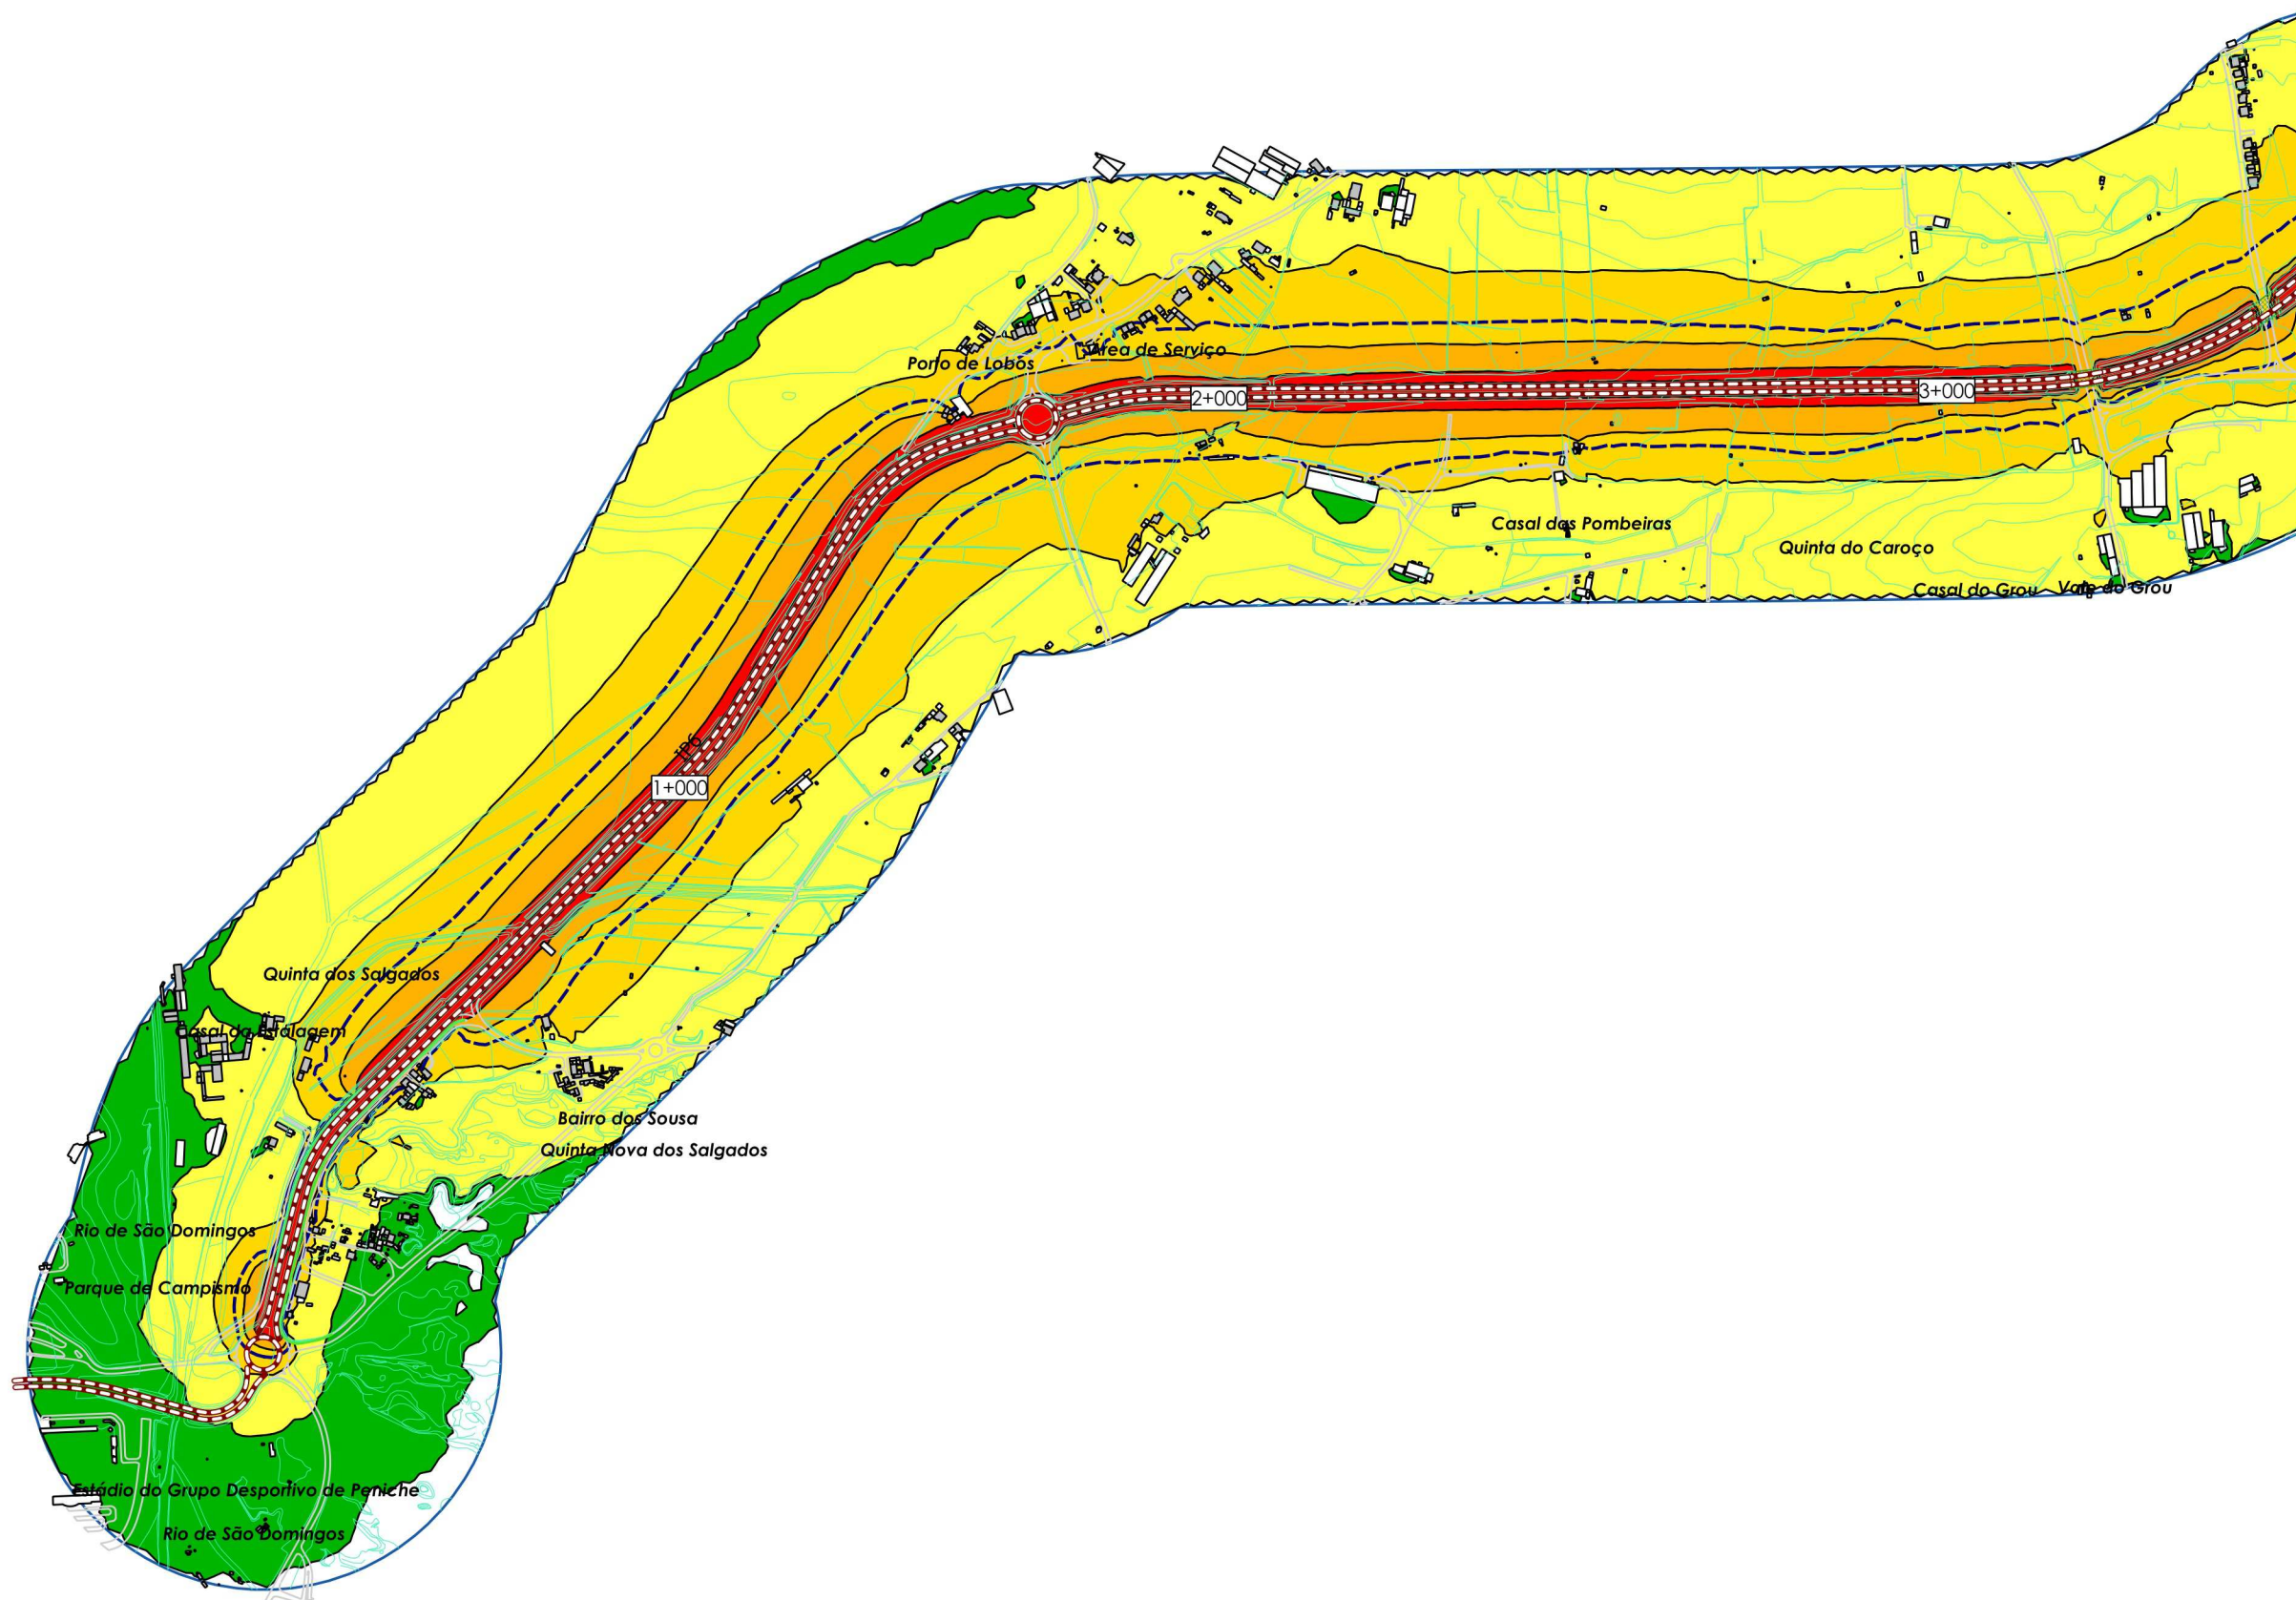 Porto de Lobos
Área de Serviço
2+000
3+000
Casal das Pombeiras
Quinta do Caroço
Casal do Grou
Vale do Grou
IP6
1+000
Quinta dos Salgados
Casal da Estalagem
Bairro dos Sousa
Quinta Nova dos Salgados
Rio de São Domingos
Parque de Campismo
Estádio do Grupo Desportivo de Peniche
Rio de São Domingos